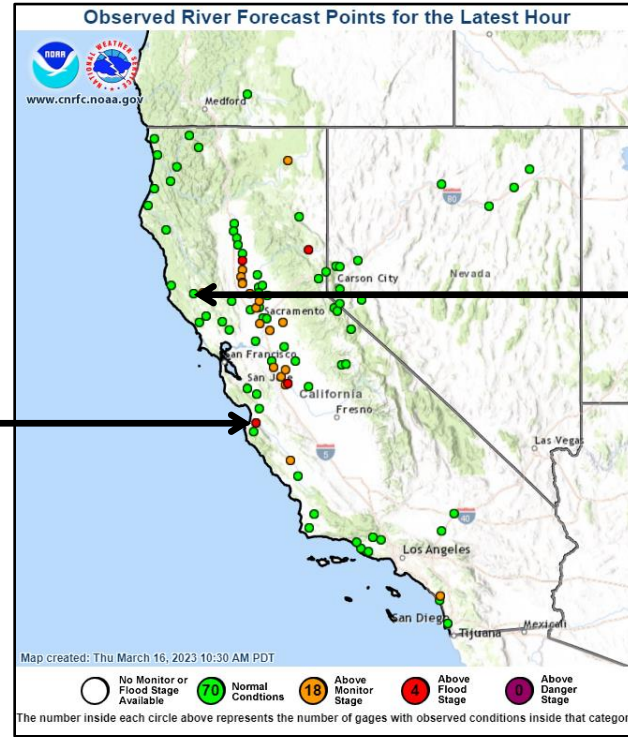 Observed River Forecast Points for the Latest Hour
NOAA
NATIONAL WEATHER SERVICE
www.cnrfc.noaa.gov
Medford
80
Nevada
Carson City
Sacramento
San Francisco
San Jose
California
Fresno
5
Las Vegas
40
Los Angeles
San Diego
Tijuana
Mexicali
Map created: Thu March 16, 2023 10:30 AM PDT
No Monitor or
Flood Stage
Available
70
Normal
Condtions
18
Above
Monitor
Stage
4
Above
Flood
Stage
0
Above
Danger
Stage
The number inside each circle above represents the number of gages with observed conditions inside that categor